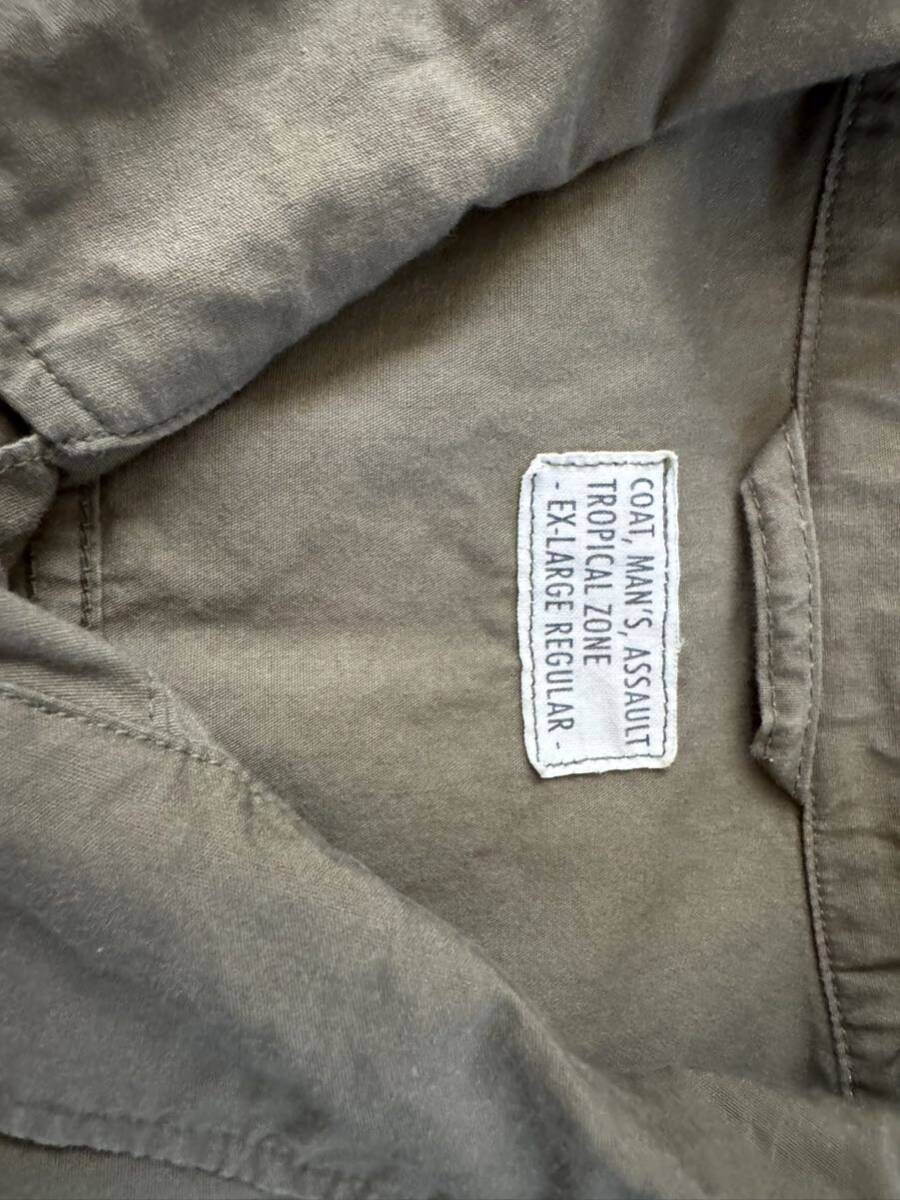 COAT, MAN'S, ASSAULT
TROPICAL ZONE
- EX-LARGE REGULAR -